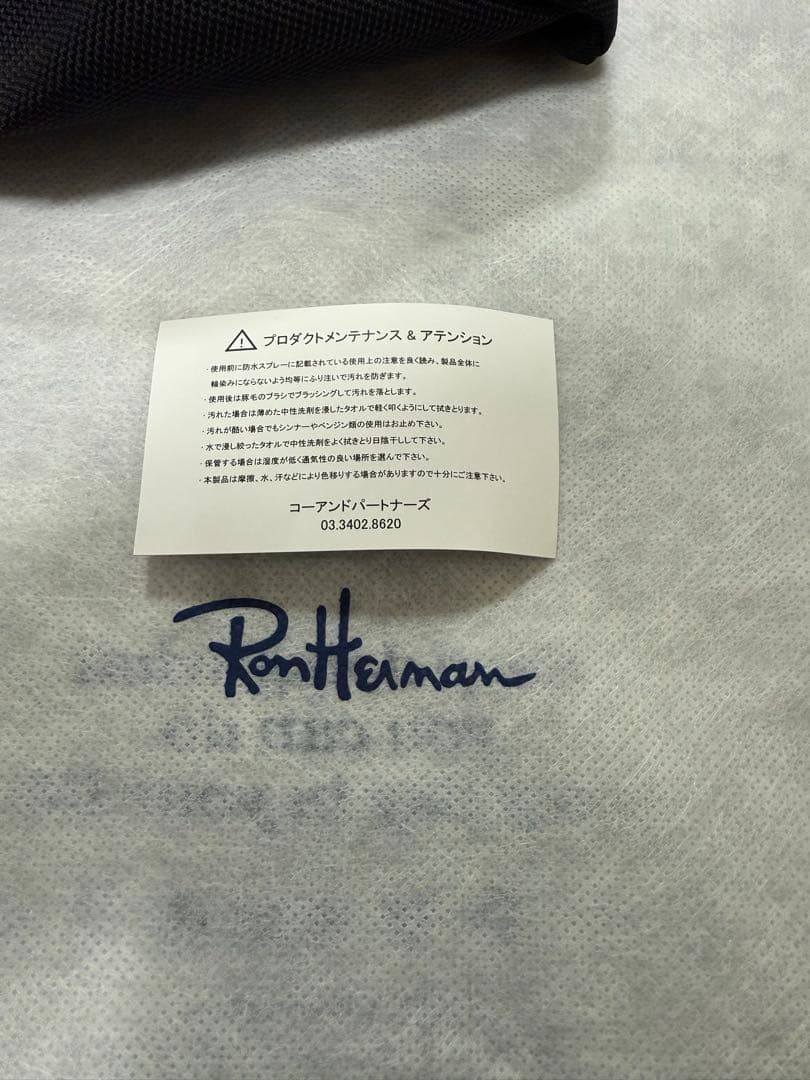 プロダクトメンテナンス & アテンション
・使用前に防水スプレーに記載されている使用上の注意を良く読み、製品全体に
輪染みにならないよう均等にふり注いで汚れを防ぎます。
・使用後は豚毛のブラシでブラッシングして汚れを落とします。
・汚れた場合は薄めた中性洗剤を浸したタオルで軽く叩くようにして拭きとります。
・汚れが酷い場合でもシンナーやベンジン類の使用はお止め下さい。
・水で浸し絞ったタオルで中性洗剤をよく拭きとり日陰干しして下さい。
・保管する場合は湿度が低く通気性の良い場所を選んで下さい。
・本製品は摩擦、水、汗などにより色移りする場合がありますので十分にご注意下さい。
コーアンドパートナーズ
03.3402.8620
Ron Herman